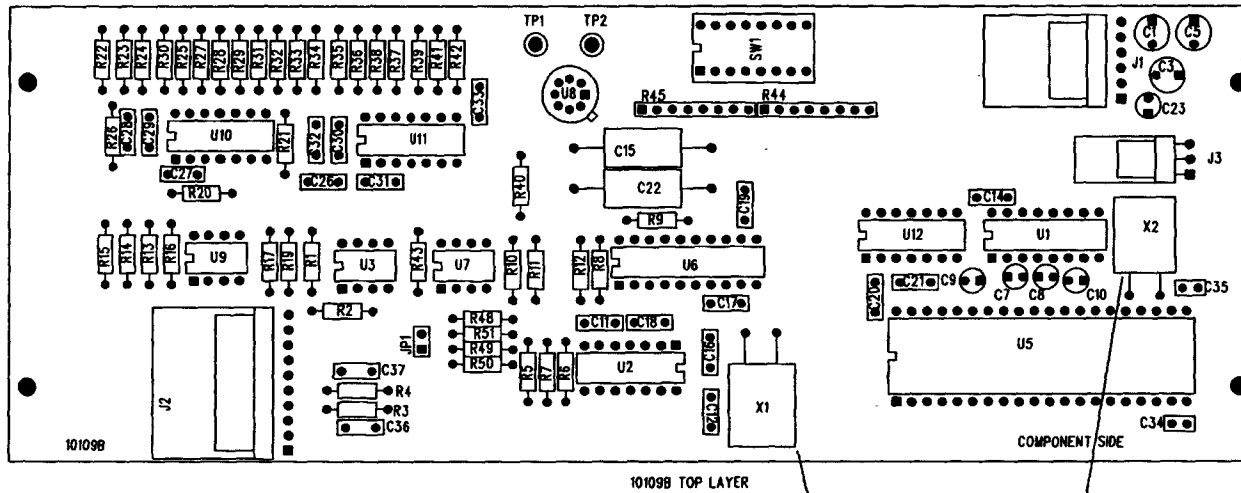 TP1 TP2
SW1
C1 C5
J1
C3
C23
R22 R23 R24 R30 R25 R27 R28 R29 R31 R32 R33 R34 R35 R36 R38 R37 R39 R41 R42
U8
R45 R44
C33
R26 C28 C29 U10 R21 C32 C30 U11
C15
J3
C27 C26 C31
R20
R40
C22
C19
C14
R9
R15 R14 R13 R16 U9 R17 R19 R1 U3 R43 U7 R10 R11 R12 R8 U6
U12 U1 X2
C20 C21 C9 C7 C8 C10 C35
C17
R2
R48
R51
R49
R50
JP1
C11 C18
C16
U5
R5 R7 R6 U2
C37
R4
R3
C36
J2
C12 X1
C34
10109B
COMPONENT SIDE
10109B TOP LAYER